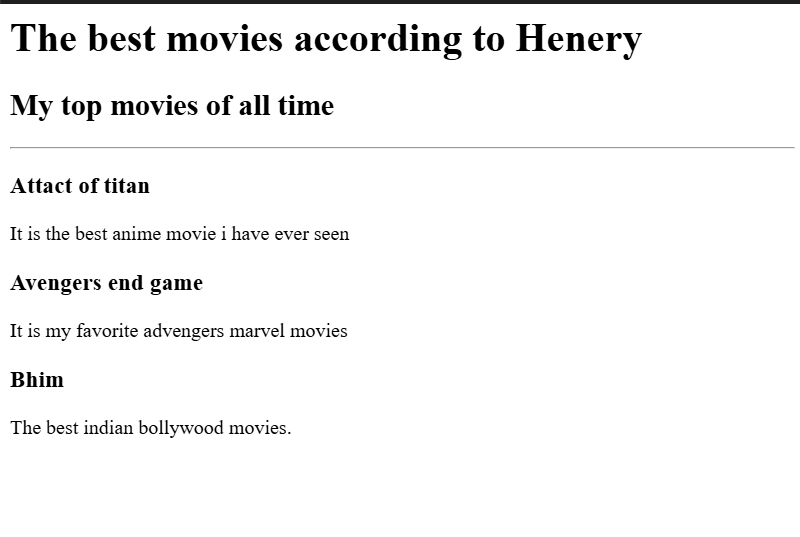 The best movies according to Henery
My top movies of all time
Attact of titan
It is the best anime movie i have ever seen
Avengers end game
It is my favorite advengers marvel movies
Bhim
The best indian bollywood movies.